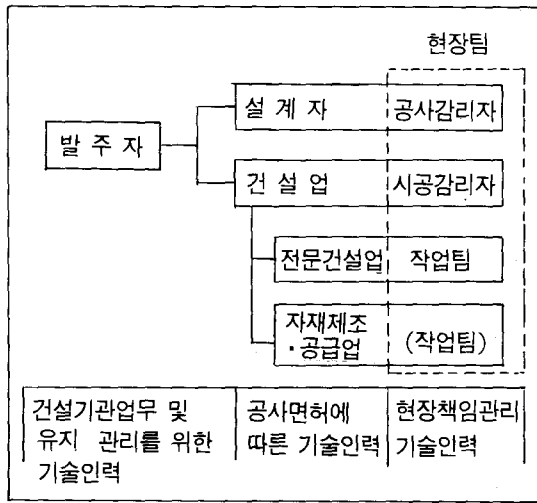 현장팀
설 계 자 공사감리자
발 주 자
건 설 업 시공감리자
전문건설업 작업팀
자재제조
·공급업 (작업팀)
건설기관업무 및 공사면허에 현장책임관리
유지 관리를 위한 따른 기술인력 기술인력
기술인력